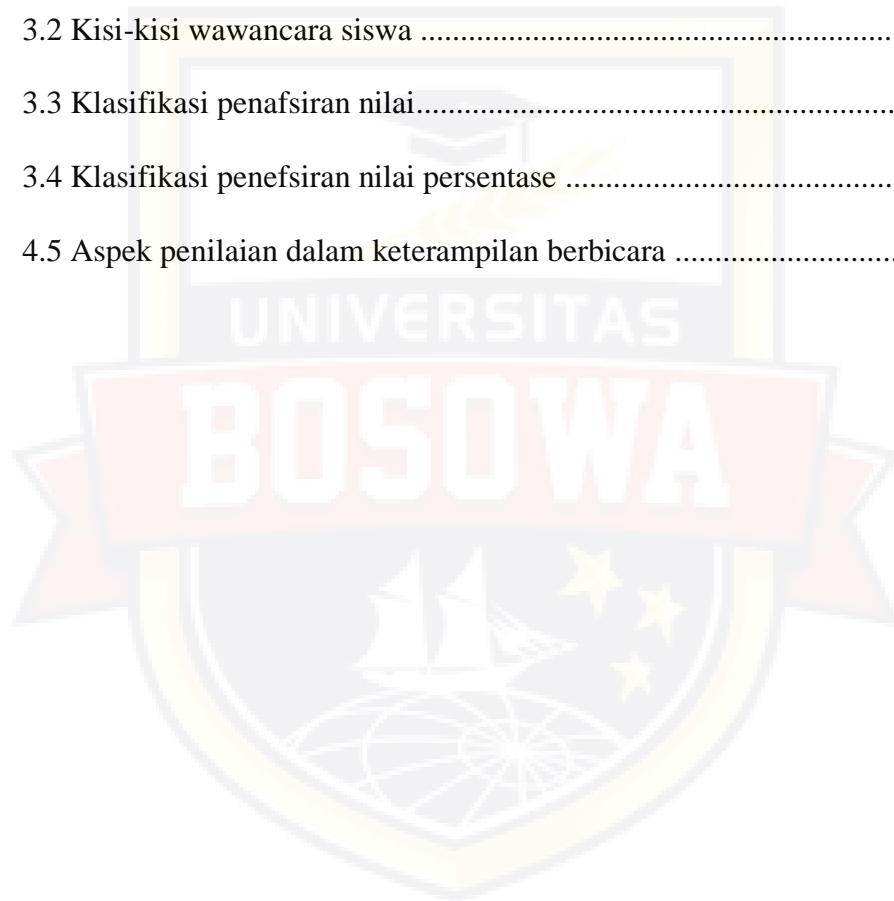 3.2 Kisi-kisi wawancara siswa ...........................................................
3.3 Klasifikasi penafsiran nilai............................................................
3.4 Klasifikasi penefsiran nilai persentase .........................................
4.5 Aspek penilaian dalam keterampilan berbicara ............................
UNIVERSITAS
BOSOWA